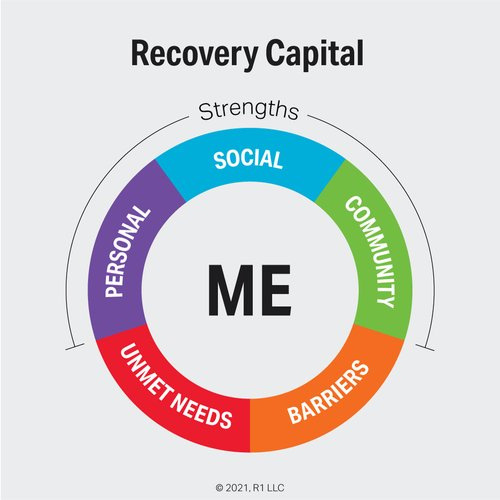 Recovery Capital
Strengths
SOCIAL
PERSONAL
COMMUNITY
ME
UNMET NEEDS
BARRIERS
© 2021, R1 LLC